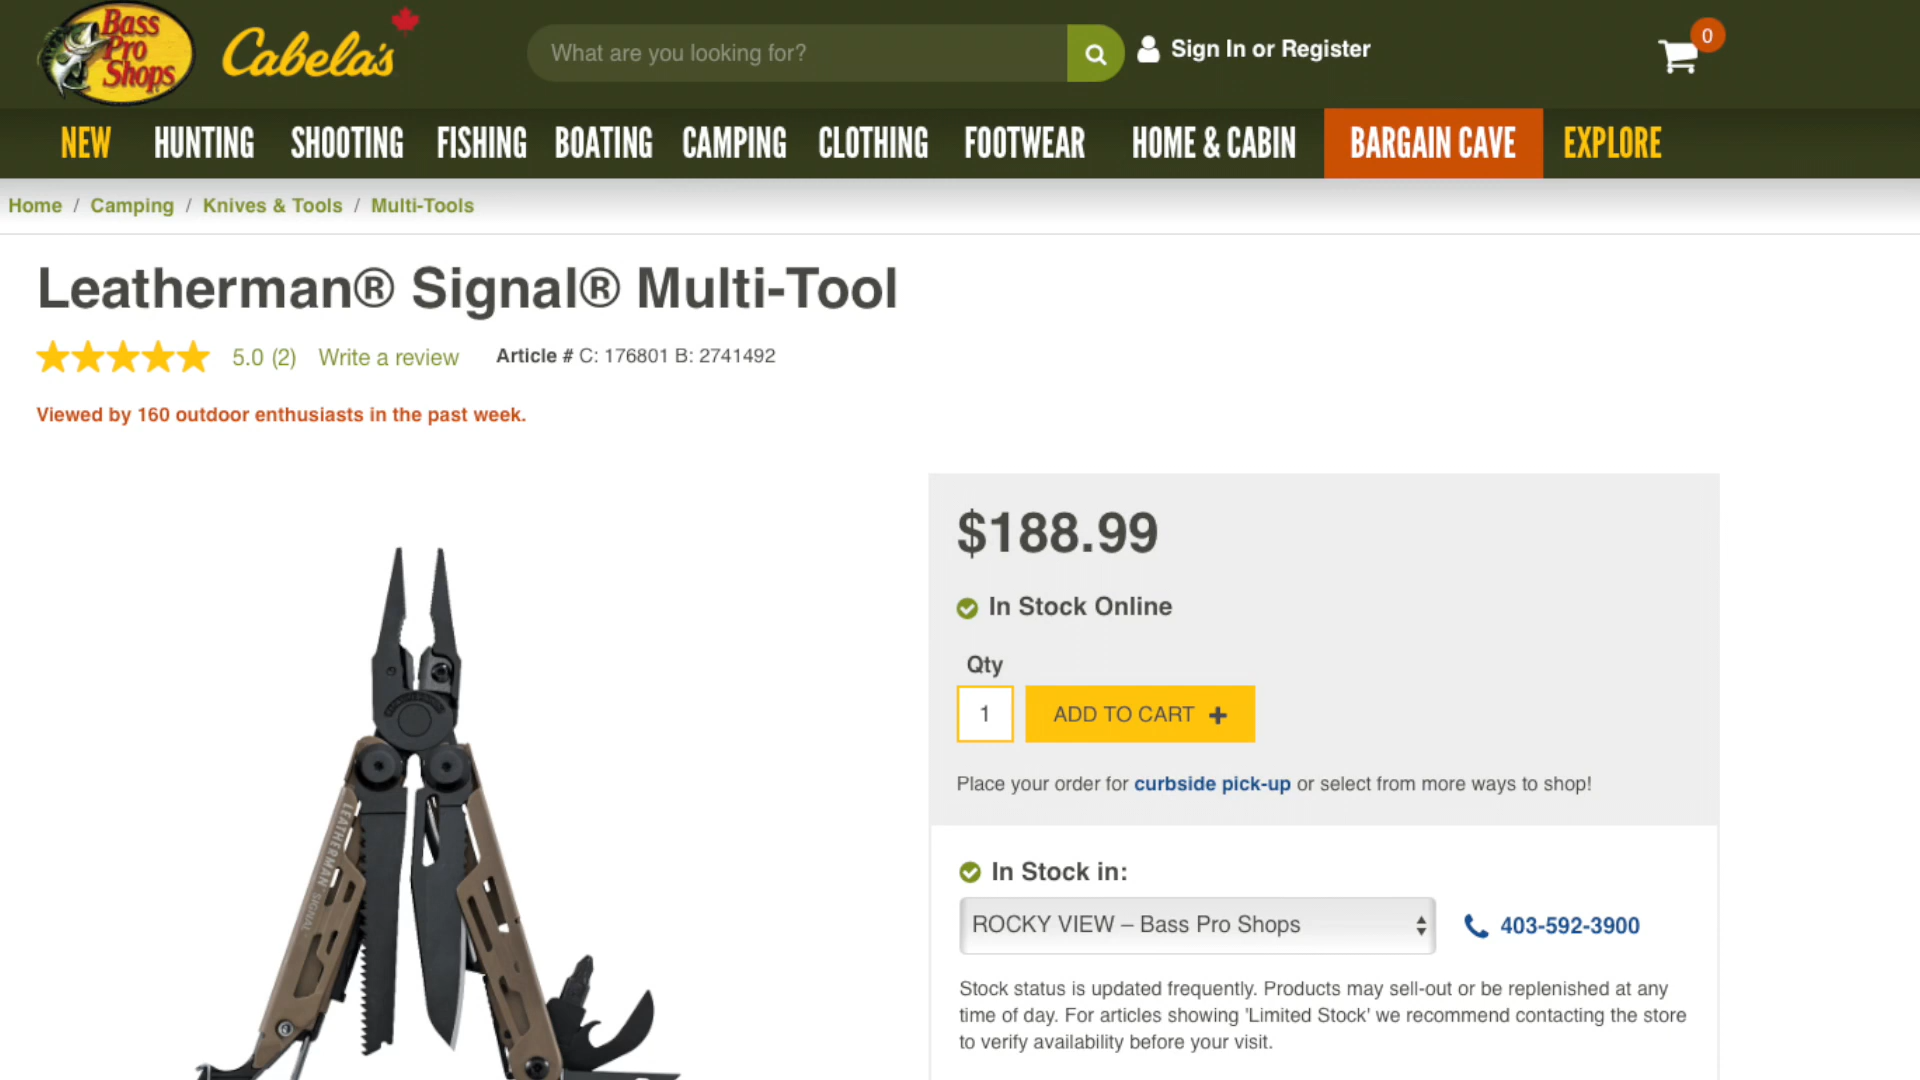 Bass
Pro
Shops
Cabela's
What are you looking for?
Sign In or Register
0
NEW HUNTING SHOOTING FISHING BOATING CAMPING CLOTHING FOOTWEAR HOME & CABIN BARGAIN CAVE EXPLORE
Home / Camping / Knives & Tools / Multi-Tools
Leatherman® Signal® Multi-Tool
5.0 (2) Write a review Article # C: 176801 B: 2741492
Viewed by 160 outdoor enthusiasts in the past week.
LEATHERMAN SIGNAL
$188.99
In Stock Online
Qty
1 ADD TO CART +
Place your order for curbside pick-up or select from more ways to shop!
In Stock in:
ROCKY VIEW – Bass Pro Shops 403-592-3900
Stock status is updated frequently. Products may sell-out or be replenished at any
time of day. For articles showing 'Limited Stock' we recommend contacting the store
to verify availability before your visit.